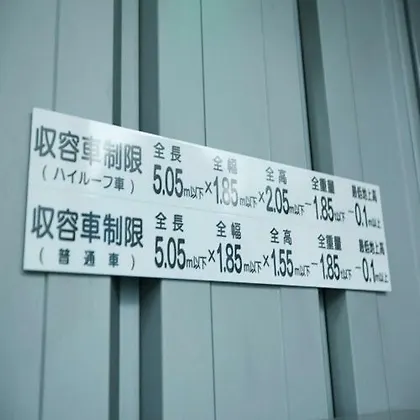 収容車制限 全長 全幅 全高 全重量 最低地上高
(ハイルーフ車) 5.05m以下×1.85m以下×2.05m以下−1.85t以下−0.1m以上
収容車制限 全長 全幅 全高 全重量 最低地上高
(普通車) 5.05m以下×1.85m以下×1.55m以下−1.85t以下−0.1m以上